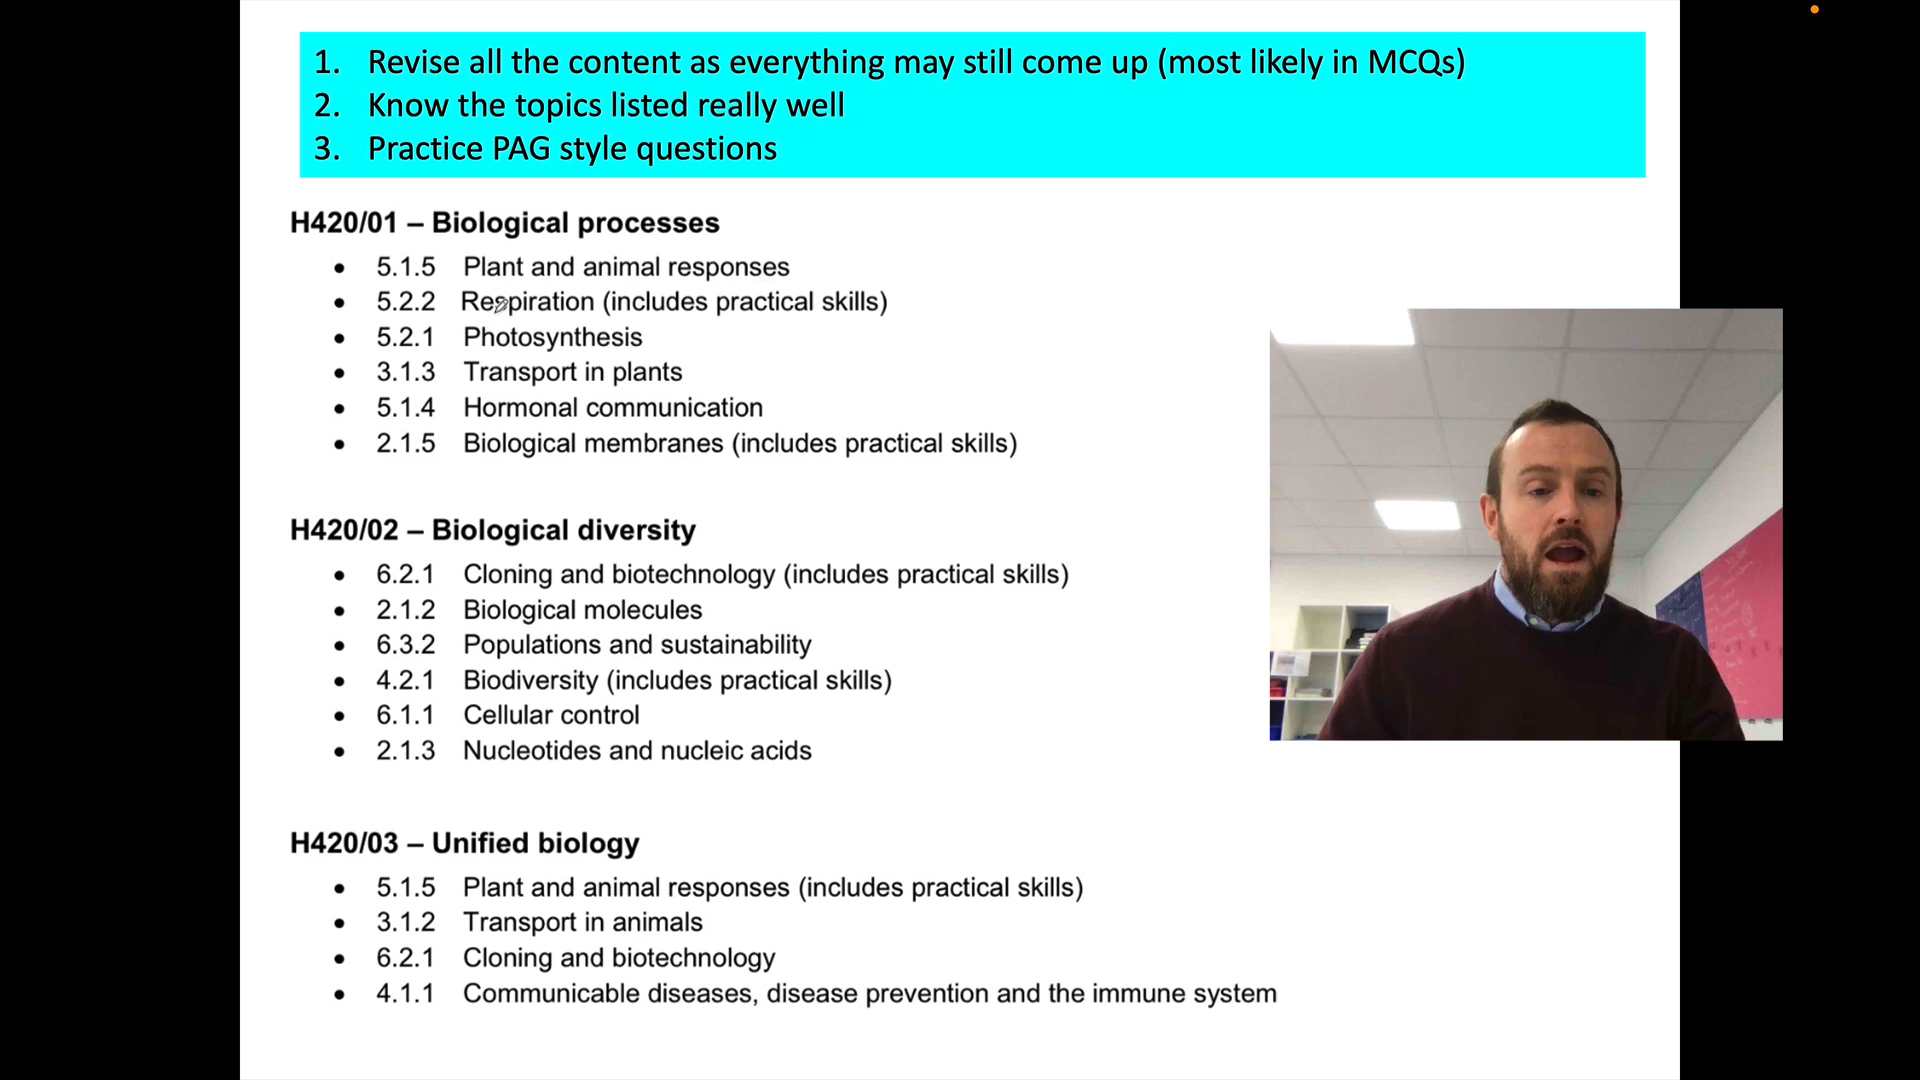 1. Revise all the content as everything may still come up (most likely in MCQs)
2. Know the topics listed really well
3. Practice PAG style questions
H420/01 – Biological processes
• 5.1.5 Plant and animal responses
• 5.2.2 Respiration (includes practical skills)
• 5.2.1 Photosynthesis
• 3.1.3 Transport in plants
• 5.1.4 Hormonal communication
• 2.1.5 Biological membranes (includes practical skills)
H420/02 – Biological diversity
• 6.2.1 Cloning and biotechnology (includes practical skills)
• 2.1.2 Biological molecules
• 6.3.2 Populations and sustainability
• 4.2.1 Biodiversity (includes practical skills)
• 6.1.1 Cellular control
• 2.1.3 Nucleotides and nucleic acids
H420/03 – Unified biology
• 5.1.5 Plant and animal responses (includes practical skills)
• 3.1.2 Transport in animals
• 6.2.1 Cloning and biotechnology
• 4.1.1 Communicable diseases, disease prevention and the immune system